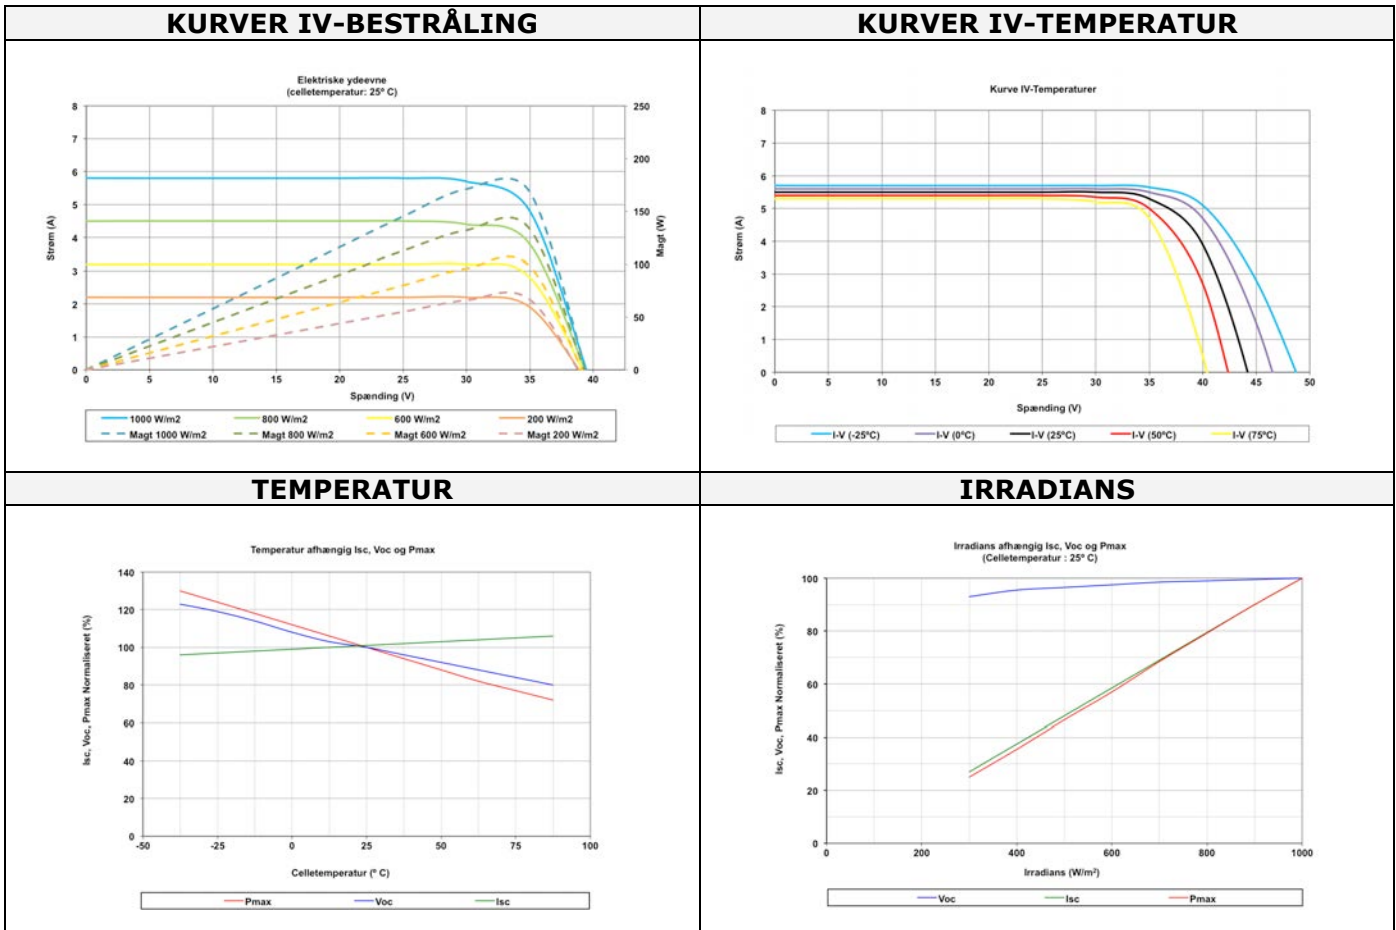 KURVER IV-BESTRÅLING
Elektriske ydeevne
(celletemperatur: 25º C)
8 7 6 5 4 3 2 1 0
Strøm (A)
250 200 150 100 50 0
Magt (W)
0 5 10 15 20 25 30 35 40
Spænding (V)
1000 W/m2 800 W/m2 600 W/m2 200 W/m2
Magt 1000 W/m2 Magt 800 W/m2 Magt 600 W/m2 Magt 200 W/m2
KURVER IV-TEMPERATUR
Kurve IV-Temperaturer
8 7 6 5 4 3 2 1 0
Strøm (A)
0 5 10 15 20 25 30 35 40 45 50
Spænding (V)
I-V (-25ºC) I-V (0ºC) I-V (25ºC) I-V (50ºC) I-V (75ºC)
TEMPERATUR
Temperatur afhængig Isc, Voc og Pmax
140 120 100 80 60 40 20 0
Isc, Voc, Pmax Normaliseret (%)
-50 -25 0 25 50 75 100
Celletemperatur (º C)
Pmax Voc Isc
IRRADIANS
Irradians afhængig Isc, Voc og Pmax
(Celletemperatur : 25º C)
100 80 60 40 20 0
Isc, Voc, Pmax Normaliseret (%)
0 200 400 600 800 1000
Irradians (W/m²)
Voc Isc Pmax